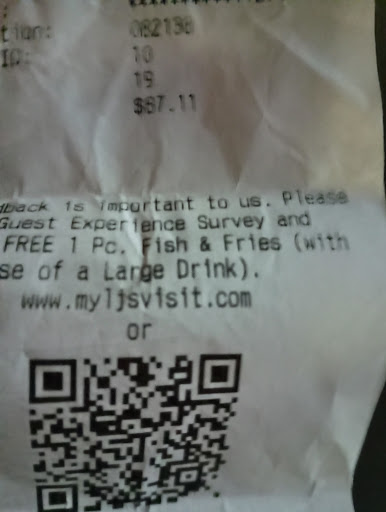 tion: 082138
ID: 10
19
$87.11
dback is important to us. Please
Guest Experience Survey and
FREE 1 Pc. Fish & Fries (with
se of a Large Drink).
www.myljsvisit.com
or